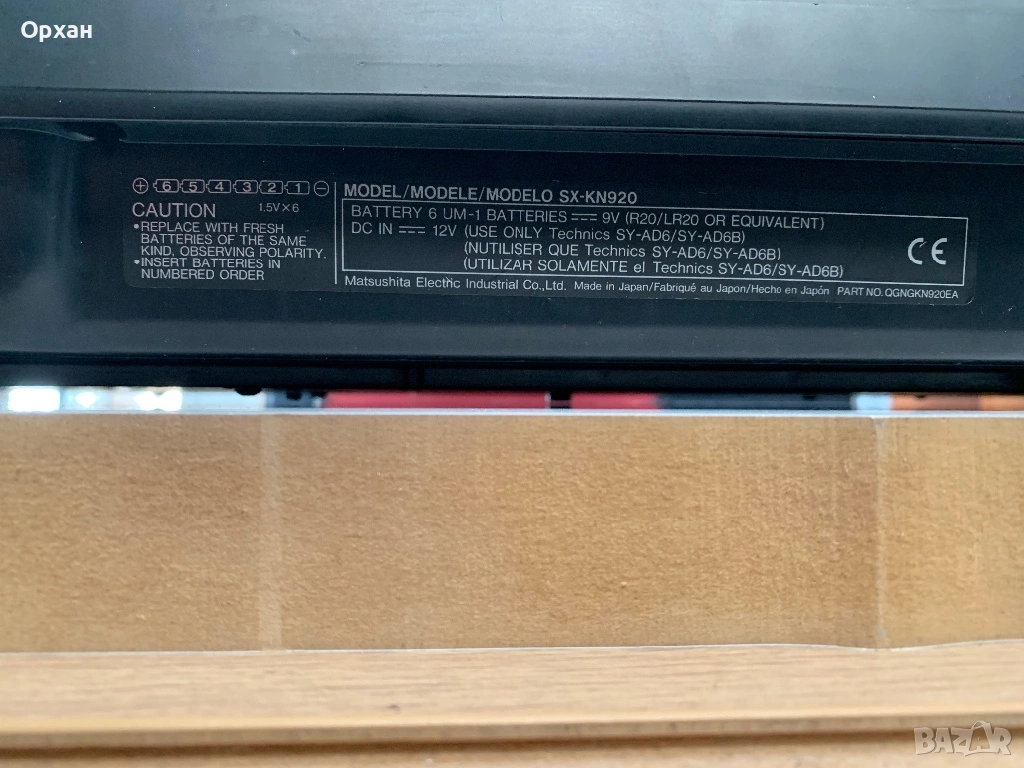 Орхан
+ 6 5 4 3 2 1 −
1.5V×6
CAUTION
•REPLACE WITH FRESH
BATTERIES OF THE SAME
KIND, OBSERVING POLARITY.
•INSERT BATTERIES IN
NUMBERED ORDER
MODEL/MODELE/MODELO SX-KN920
BATTERY 6 UM-1 BATTERIES ⎓ 9V (R20/LR20 OR EQUIVALENT)
DC IN ⎓ 12V (USE ONLY Technics SY-AD6/SY-AD6B)
(NUTILISER QUE Technics SY-AD6/SY-AD6B)
(UTILIZAR SOLAMENTE el Technics SY-AD6/SY-AD6B)
CE
Matsushita Electric Industrial Co.,Ltd. Made in Japan/Fabriqué au Japon/Hecho en Japón PART NO. QGNGKN920EA
BAZAR